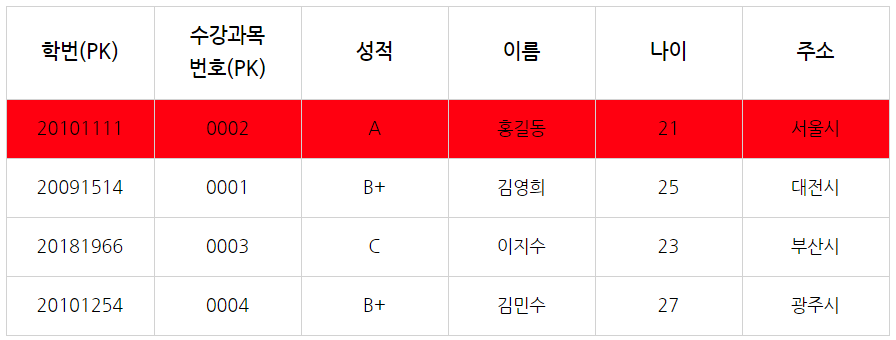 학번(PK) 수강과목 번호(PK) 성적 이름 나이 주소
20101111 0002 A 홍길동 21 서울시
20091514 0001 B+ 김영희 25 대전시
20181966 0003 C 이지수 23 부산시
20101254 0004 B+ 김민수 27 광주시